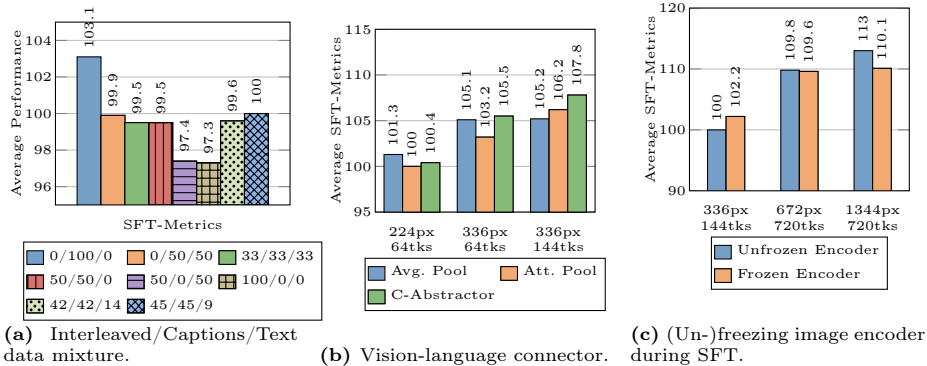 103.1
99.9
99.5
99.5
97.4
97.3
99.6
100
104
102
100
98
96
Average Performance
SFT-Metrics
0/100/0 0/50/50 33/33/33
50/50/0 50/0/50 100/0/0
42/42/14 45/45/9
(a) Interleaved/Captions/Text
data mixture.
101.3
100
100.4
105.1
103.2
105.5
105.2
106.2
107.8
115
110
105
100
95
Average SFT-Metrics
224px 336px 336px
64tks 64tks 144tks
Avg. Pool Att. Pool
C-Abstractor
(b) Vision-language connector.
100
102.2
109.8
109.6
113
110.1
120
110
100
90
Average SFT-Metrics
336px 672px 1344px
144tks 720tks 720tks
Unfrozen Encoder
Frozen Encoder
(c) (Un-)freezing image encoder
during SFT.